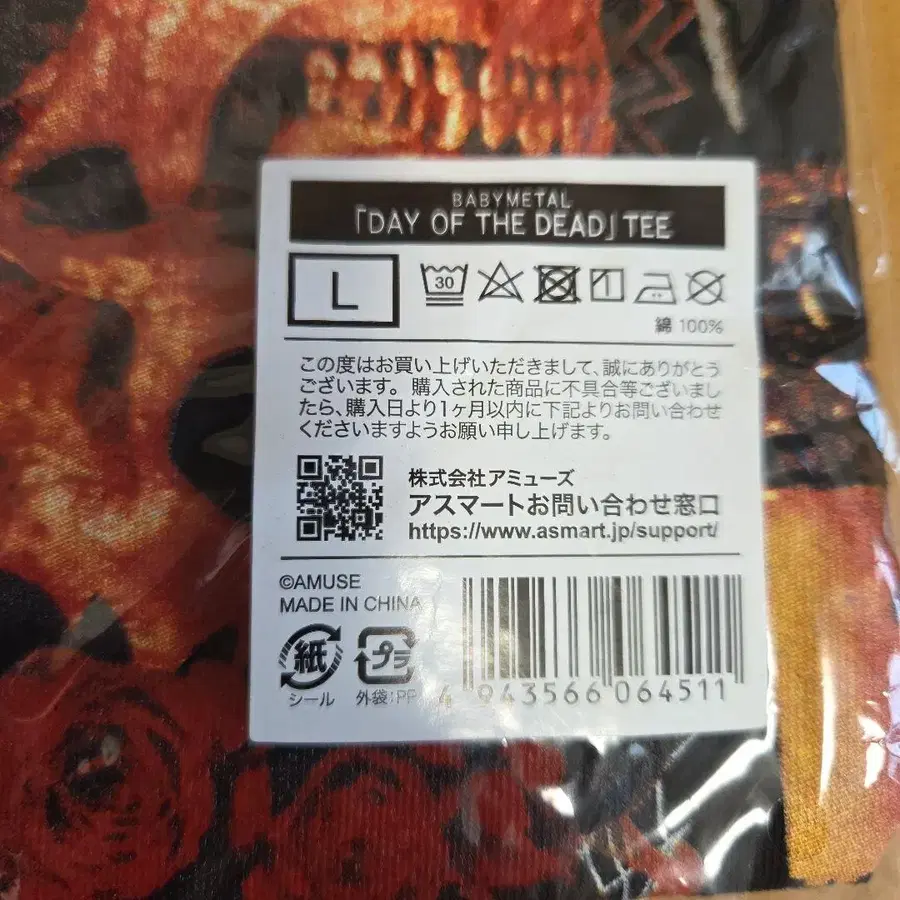 BABYMETAL
「DAY OF THE DEAD」TEE
L
30
綿 100%
この度はお買い上げいただきまして、誠にありがとう
ございます。購入された商品に不具合等ございまし
たら、購入日より1ヶ月以内に下記よりお問い合わせ
くださいますようお願い申し上げます。
株式会社アミューズ
アスマートお問い合わせ窓口
https://www.asmart.jp/support/
©AMUSE
MADE IN CHINA
紙
シール
プラ
外袋:PP
4 943566 064511